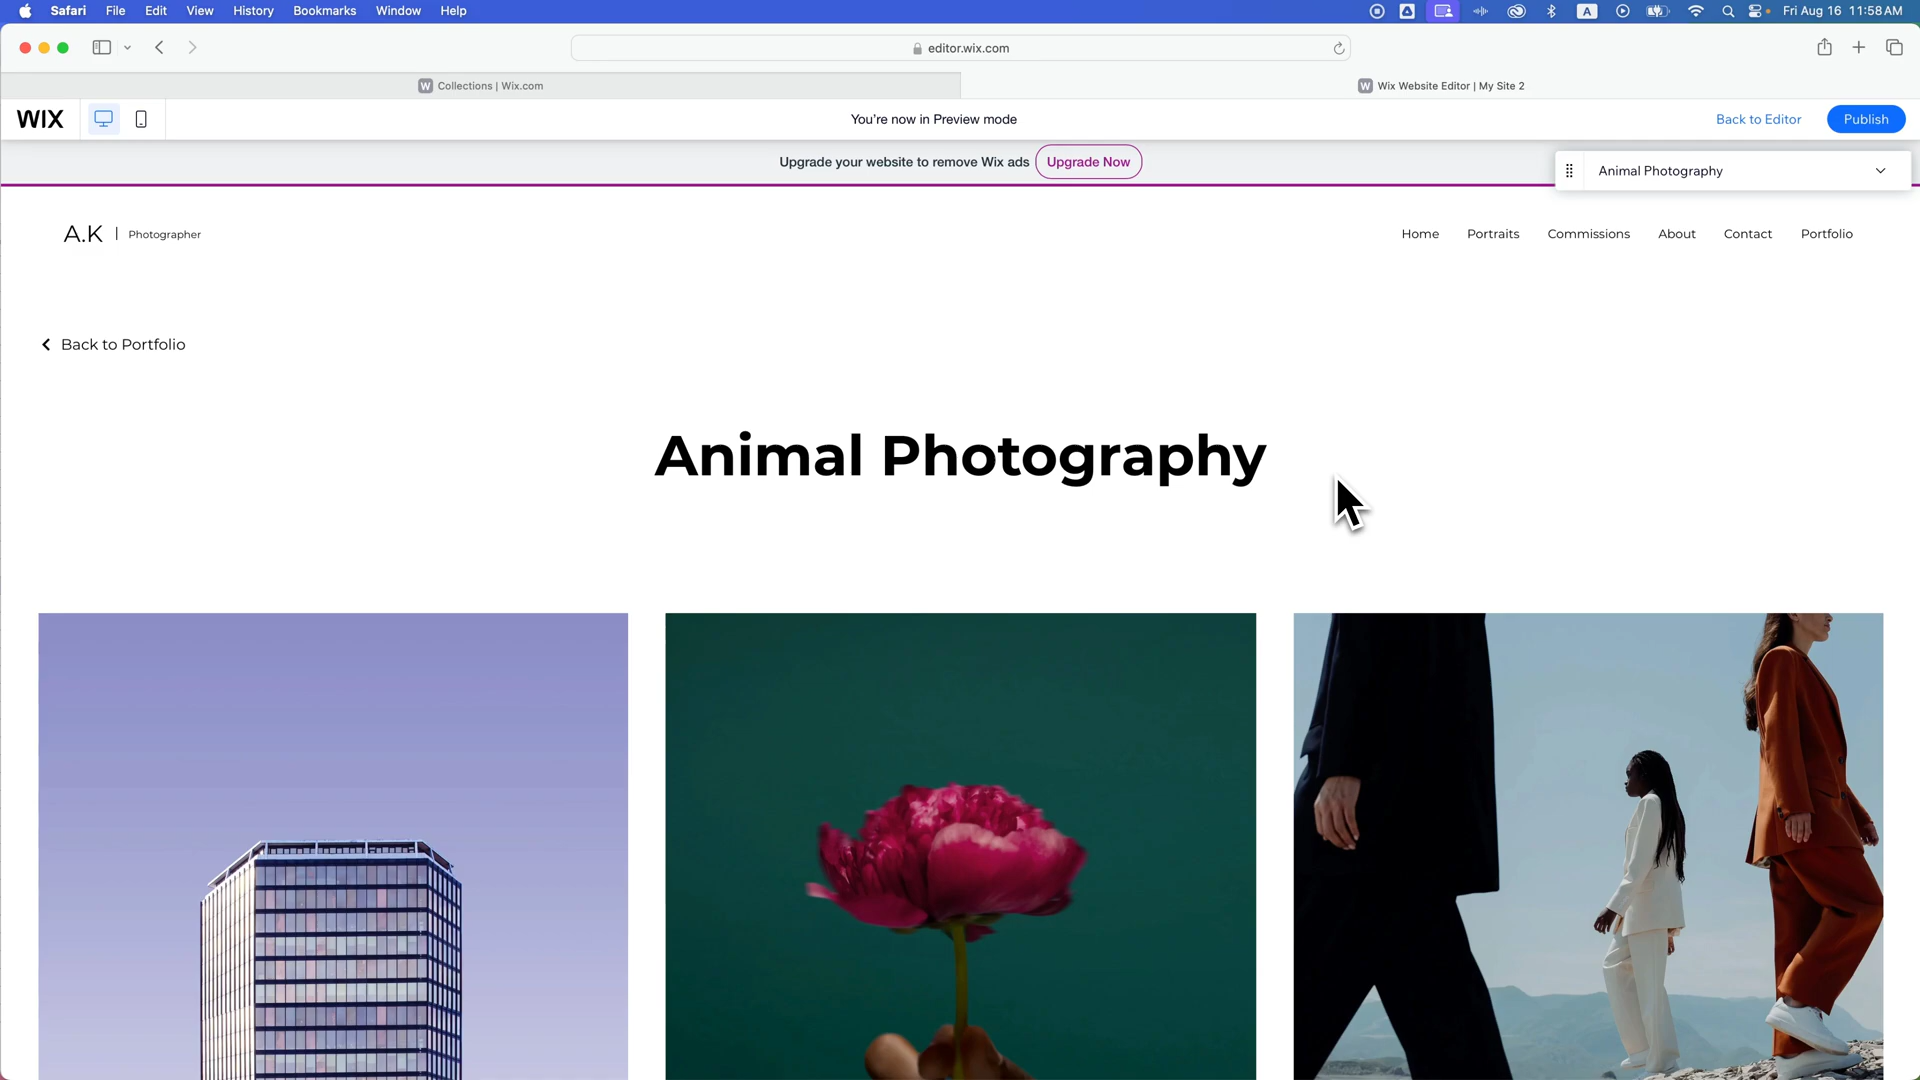 Safari File Edit View History Bookmarks Window Help
A
Fri Aug 16 11:58 AM
editor.wix.com
W Collections | Wix.com
W Wix Website Editor | My Site 2
WIX
You're now in Preview mode
Back to Editor
Publish
Upgrade your website to remove Wix ads
Upgrade Now
Animal Photography
A.K | Photographer
Home Portraits Commissions About Contact Portfolio
Back to Portfolio
Animal Photography